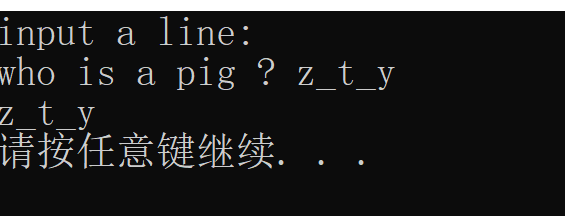 input a line:
who is a pig ? z_t_y
z_t_y
请按任意键继续. . .